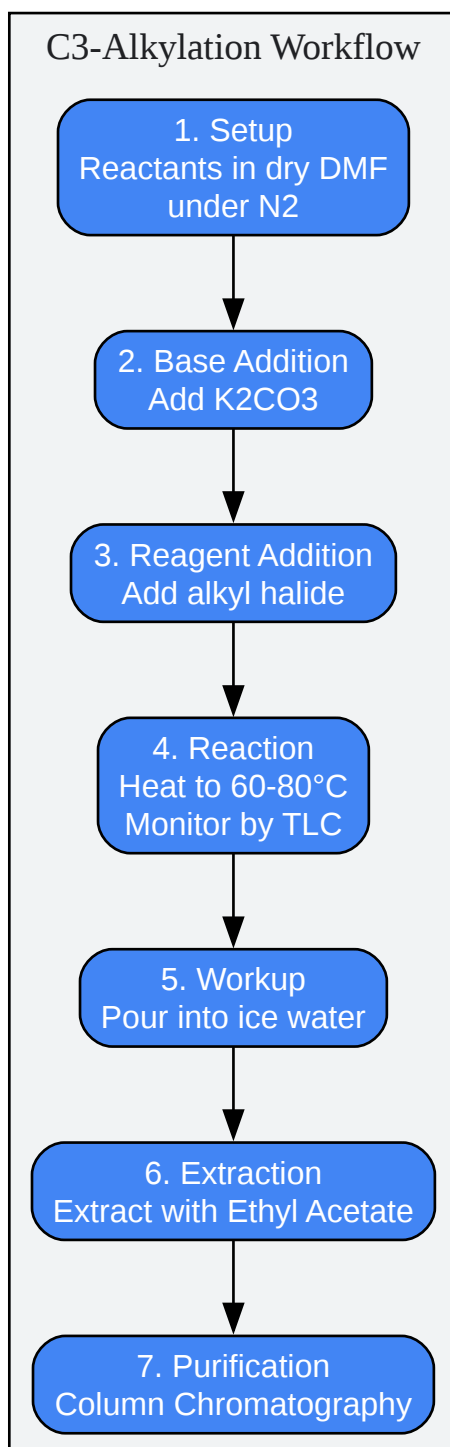 C3-Alkylation Workflow
1. Setup
Reactants in dry DMF
under N2
2. Base Addition
Add K2CO3
3. Reagent Addition
Add alkyl halide
4. Reaction
Heat to 60-80°C
Monitor by TLC
5. Workup
Pour into ice water
6. Extraction
Extract with Ethyl Acetate
7. Purification
Column Chromatography